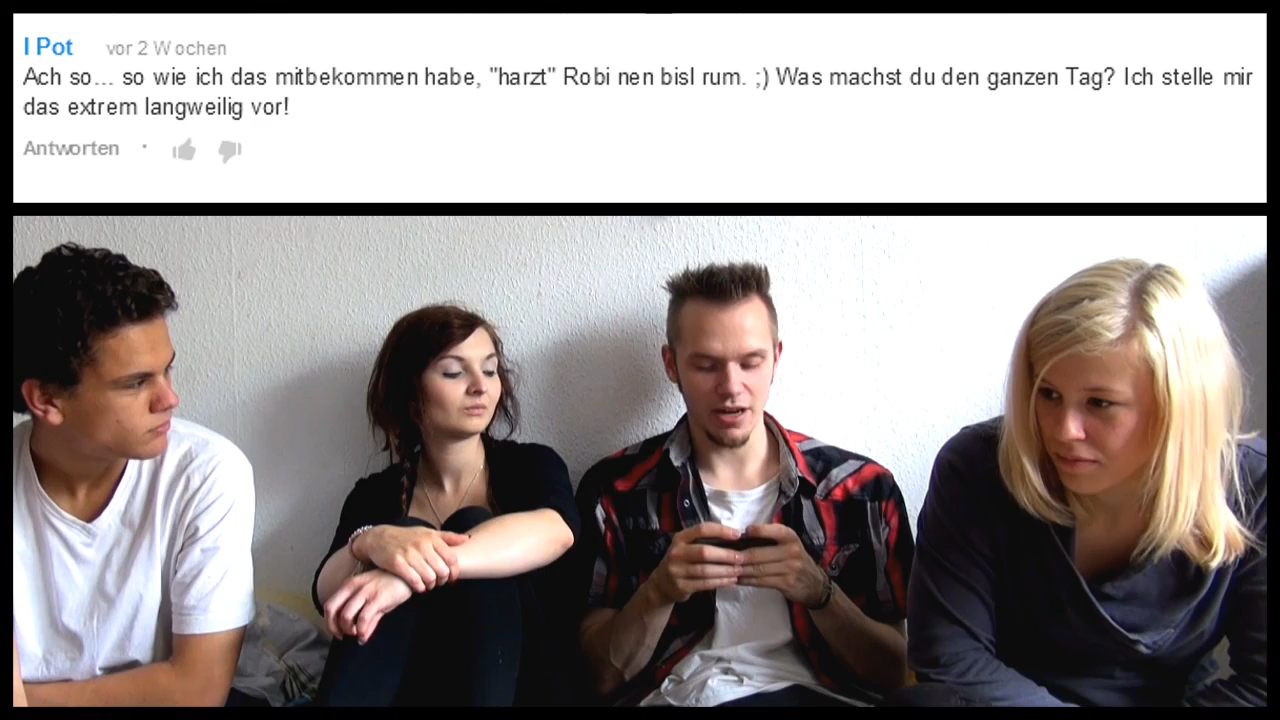 I Pot vor 2 Wochen
Ach so... so wie ich das mitbekommen habe, "harzt" Robi nen bisl rum. ;) Was machst du den ganzen Tag? Ich stelle mir
das extrem langweilig vor!
Antworten ·